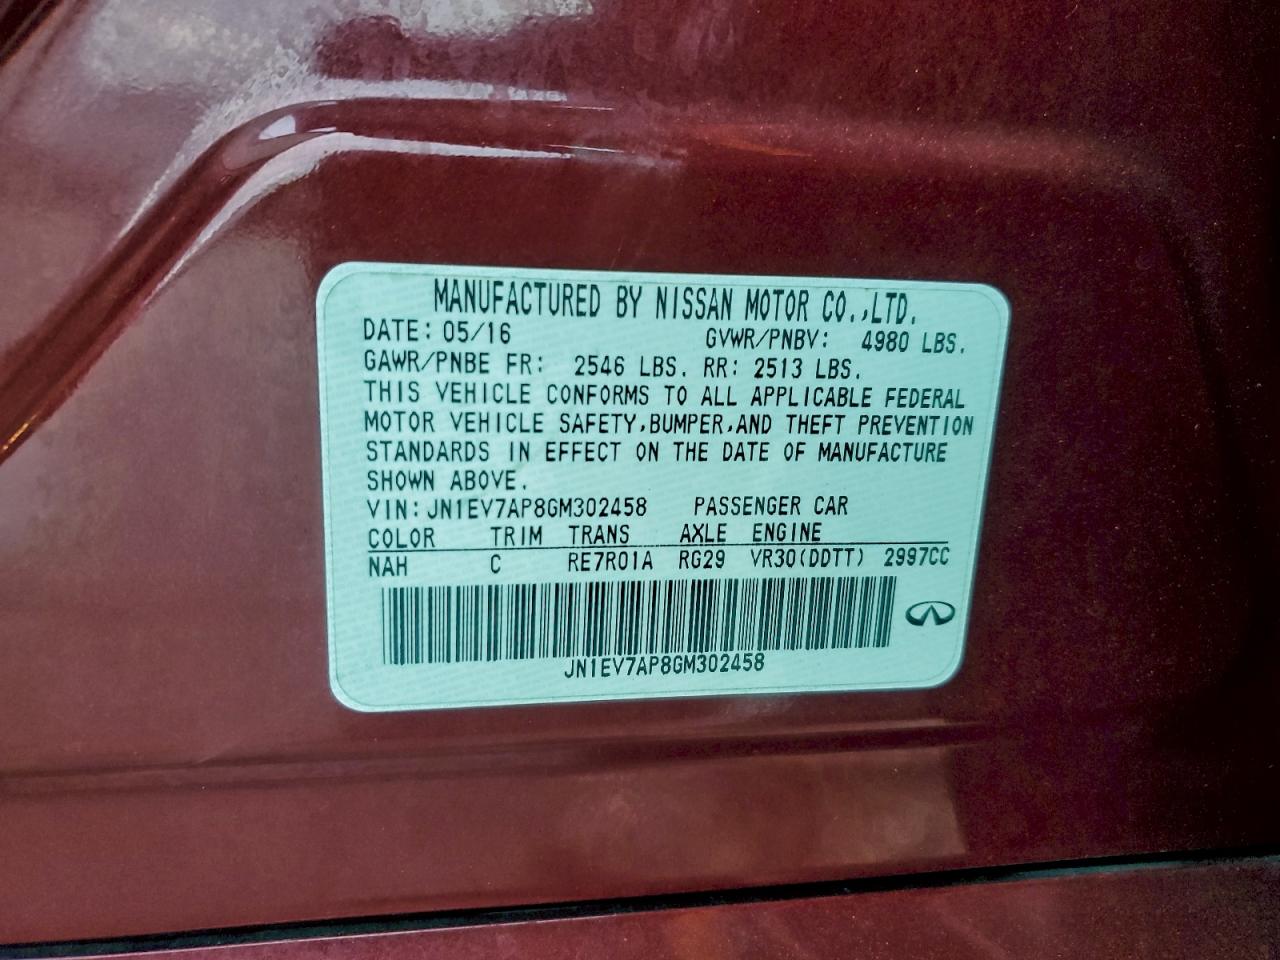 MANUFACTURED BY NISSAN MOTOR CO.,LTD.
DATE: 05/16 GVWR/PNBV: 4980 LBS.
GAWR/PNBE FR: 2546 LBS. RR: 2513 LBS.
THIS VEHICLE CONFORMS TO ALL APPLICABLE FEDERAL
MOTOR VEHICLE SAFETY,BUMPER,AND THEFT PREVENTION
STANDARDS IN EFFECT ON THE DATE OF MANUFACTURE
SHOWN ABOVE.
VIN: JN1EV7AP8GM302458 PASSENGER CAR
COLOR TRIM TRANS AXLE ENGINE
NAH C RE7R01A RG29 VR30(DDTT) 2997CC
JN1EV7AP8GM302458